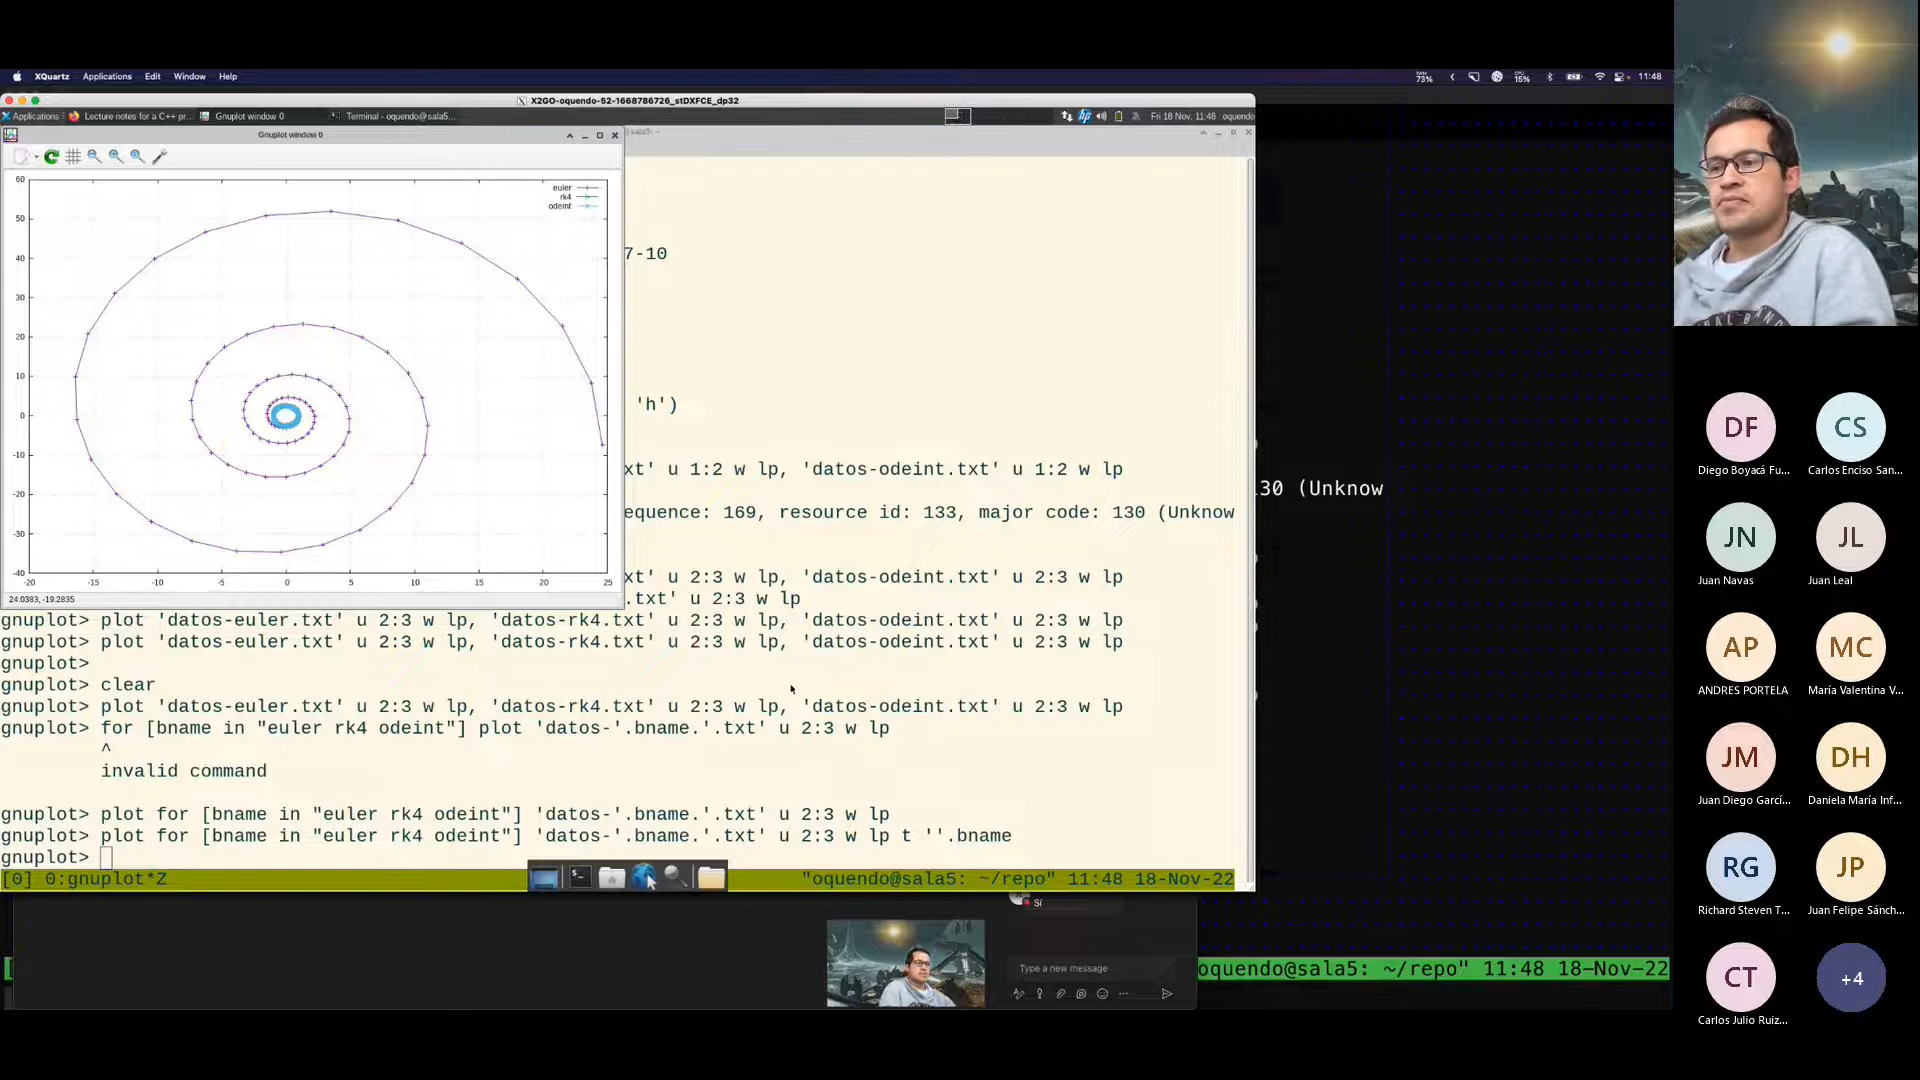 XQuartz Applications Edit Window Help
73% 15% 11:48
X2GO-oquendo-52-1668786726_stDXFCE_dp32
Applications Lecture notes for a C++ pr... Gnuplot window 0 Terminal - oquendo@sala5... Fri 18 Nov, 11:48 oquendo
Gnuplot window 0
60
50
40
30
20
10
0
-10
-20
-30
-40
-20 -15 -10 -5 0 5 10 15 20 25
euler
rk4
odeint
24.0383, -19.2835
7-10
'h')
xt' u 1:2 w lp, 'datos-odeint.txt' u 1:2 w lp
equence: 169, resource id: 133, major code: 130 (Unknow
xt' u 2:3 w lp, 'datos-odeint.txt' u 2:3 w lp
.txt' u 2:3 w lp
gnuplot> plot 'datos-euler.txt' u 2:3 w lp, 'datos-rk4.txt' u 2:3 w lp, 'datos-odeint.txt' u 2:3 w lp
gnuplot> plot 'datos-euler.txt' u 2:3 w lp, 'datos-rk4.txt' u 2:3 w lp, 'datos-odeint.txt' u 2:3 w lp
gnuplot>
gnuplot> clear
gnuplot> plot 'datos-euler.txt' u 2:3 w lp, 'datos-rk4.txt' u 2:3 w lp, 'datos-odeint.txt' u 2:3 w lp
gnuplot> for [bname in "euler rk4 odeint"] plot 'datos-'.bname.'.txt' u 2:3 w lp
^
invalid command
gnuplot> plot for [bname in "euler rk4 odeint"] 'datos-'.bname.'.txt' u 2:3 w lp
gnuplot> plot for [bname in "euler rk4 odeint"] 'datos-'.bname.'.txt' u 2:3 w lp t ''.bname
gnuplot>
[0] 0:gnuplot*Z "oquendo@sala5: ~/repo" 11:48 18-Nov-22
30 (Unknow
Sí
Type a new message
oquendo@sala5: ~/repo" 11:48 18-Nov-22
DF CS
Diego Boyacá Fu... Carlos Enciso San...
JN JL
Juan Navas Juan Leal
AP MC
ANDRES PORTELA María Valentina V...
JM DH
Juan Diego Garcí... Daniela María Inf...
RG JP
Richard Steven T... Juan Felipe Sánch...
CT +4
Carlos Julio Ruiz...